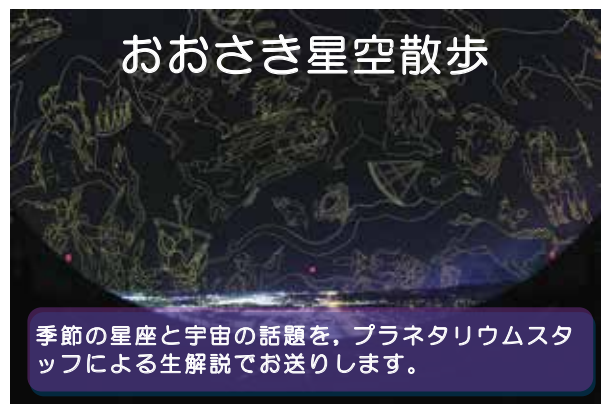 おおさき星空散歩
季節の星座と宇宙の話題を，プラネタリウムスタ
ッフによる生解説でお送りします。